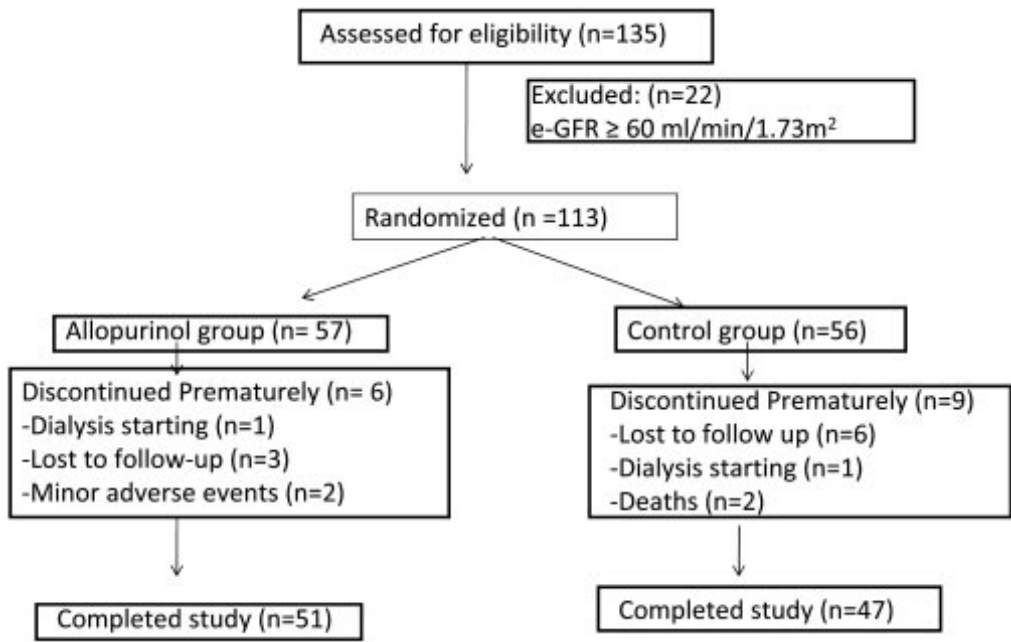 Assessed for eligibility (n=135)
Excluded: (n=22)
e-GFR ≥ 60 ml/min/1.73m²
Randomized (n =113)
Allopurinol group (n= 57)
Discontinued Prematurely (n= 6)
-Dialysis starting (n=1)
-Lost to follow-up (n=3)
-Minor adverse events (n=2)
Completed study (n=51)
Control group (n=56)
Discontinued Prematurely (n=9)
-Lost to follow up (n=6)
-Dialysis starting (n=1)
-Deaths (n=2)
Completed study (n=47)